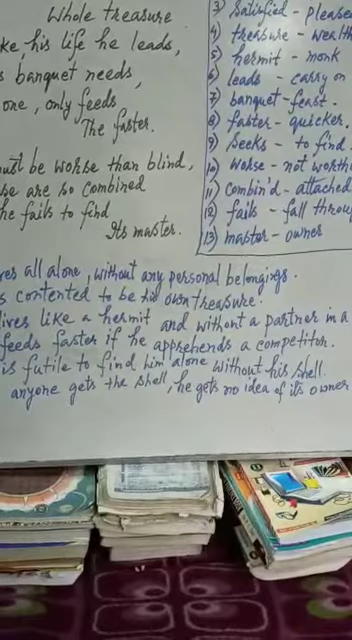 Whole treasure
ke, his life he leads,
s banquet needs,
one, only feeds
The faster.
must be worse than blind,
be are so combined
he fails to find
Its master.
3) Satisfied - pleased
4) treasure - wealth
5) hermit - monk
6) leads - carry on
7) banquet - feast.
8) faster - quicker.
9) Seeks - to find
10) Worse - not worth
11) Combin'd - attached
12) fails - fall throu
13) master - owner
ves all alone, without any personal belongings.
s contented to be his own treasure.
lives like a hermit and without a partner in a
feeds faster if he apprehends a competitor.
is futile to find him alone without his shell.
anyone gets the shell, he gets no idea of its owner